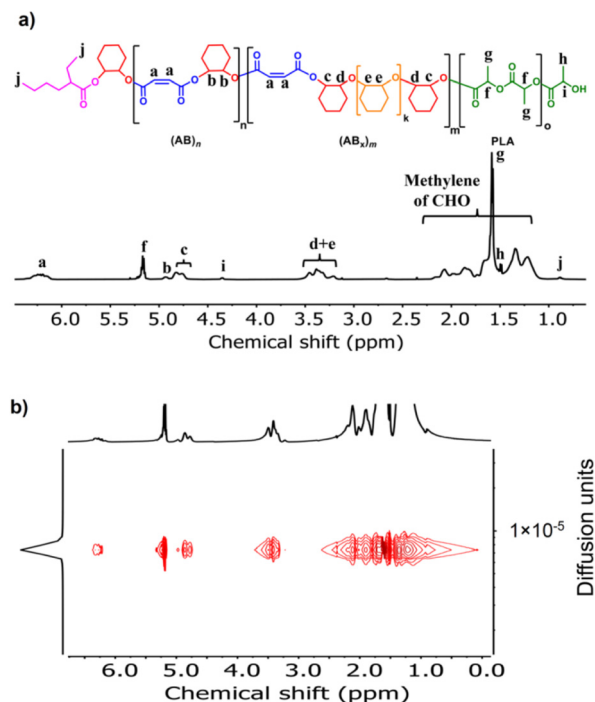 a)
j j
O O O O O O O O O O O O
a a b b a a c d e e d c g f f g h i
OH
n n k m o
(AB)n (ABx)m PLA
g
Methylene
of CHO
a f b c i d+e h j
6.0 5.5 5.0 4.5 4.0 3.5 3.0 2.5 2.0 1.5 1.0
Chemical shift (ppm)
b)
1×10-5
Diffusion units
6.0 5.0 4.0 3.0 2.0 1.0 0.0
Chemical shift (ppm)